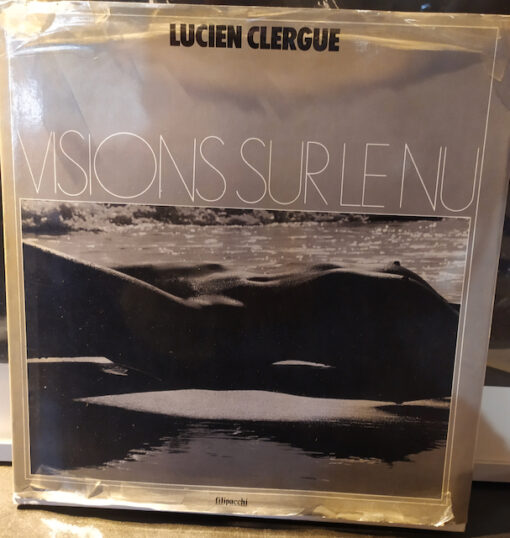 LUCIEN CLERGUE
VISIONS SUR LE NU
filipacchi